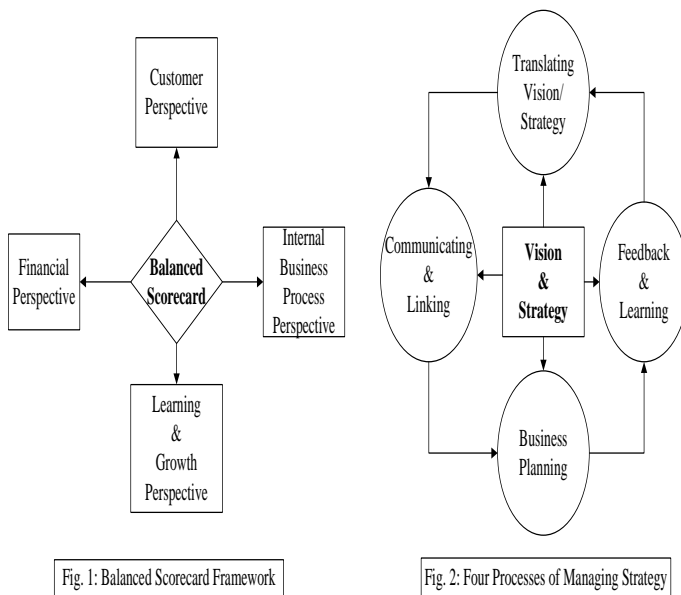 Customer
Perspective
Financial
Perspective
Balanced
Scorecard
Internal
Business
Process
Perspective
Learning
&
Growth
Perspective
Fig. 1: Balanced Scorecard Framework
Translating
Vision/
Strategy
Communicating
&
Linking
Vision
&
Strategy
Feedback
&
Learning
Business
Planning
Fig. 2: Four Processes of Managing Strategy